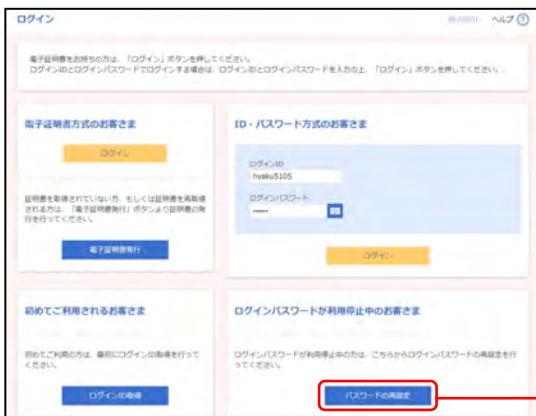 ログイン
ヘルプ ?
電子証明書をお持ちの方は、「ログイン」ボタンを押してください。
ログインIDとログインパスワードでログインする場合は、ログインIDとログインパスワードを入力の上、「ログイン」ボタンを押してください。
電子証明書方式のお客さま
ログイン
証明書を取得されていない方、もしくは証明書を再取得
される方は、「電子証明書発行」ボタンより証明書の発
行を行ってください。
電子証明書発行
ID・パスワード方式のお客さま
ログインID
hyaku5105
ログインパスワード
••••••
ログイン
初めてご利用されるお客さま
初めてご利用の方は、最初にログインID取得を行って
ください。
ログインID取得
ログインパスワードが利用停止中のお客さま
ログインパスワードが利用停止中の方は、こちらからログインパスワードの再設定を行
ってください。
パスワードの再設定